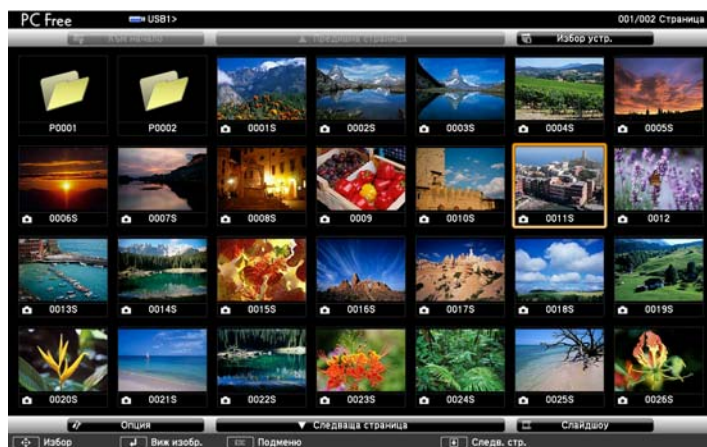 PC Free USB1> 001/002 Страница
Към начало Предишна страница Избор устр.
P0001 P0002 0001S 0002S 0003S 0004S 0005S
0006S 0007S 0008S 0009 0010S 0011S 0012
0013S 0014S 0015S 0016S 0017S 0018S 0019S
0020S 0021S 0022S 0023S 0024S 0025S 0026S
Опция Следваща страница Слайдшоу
Избор Виж изобр. ESC Подменю Следв. стр.